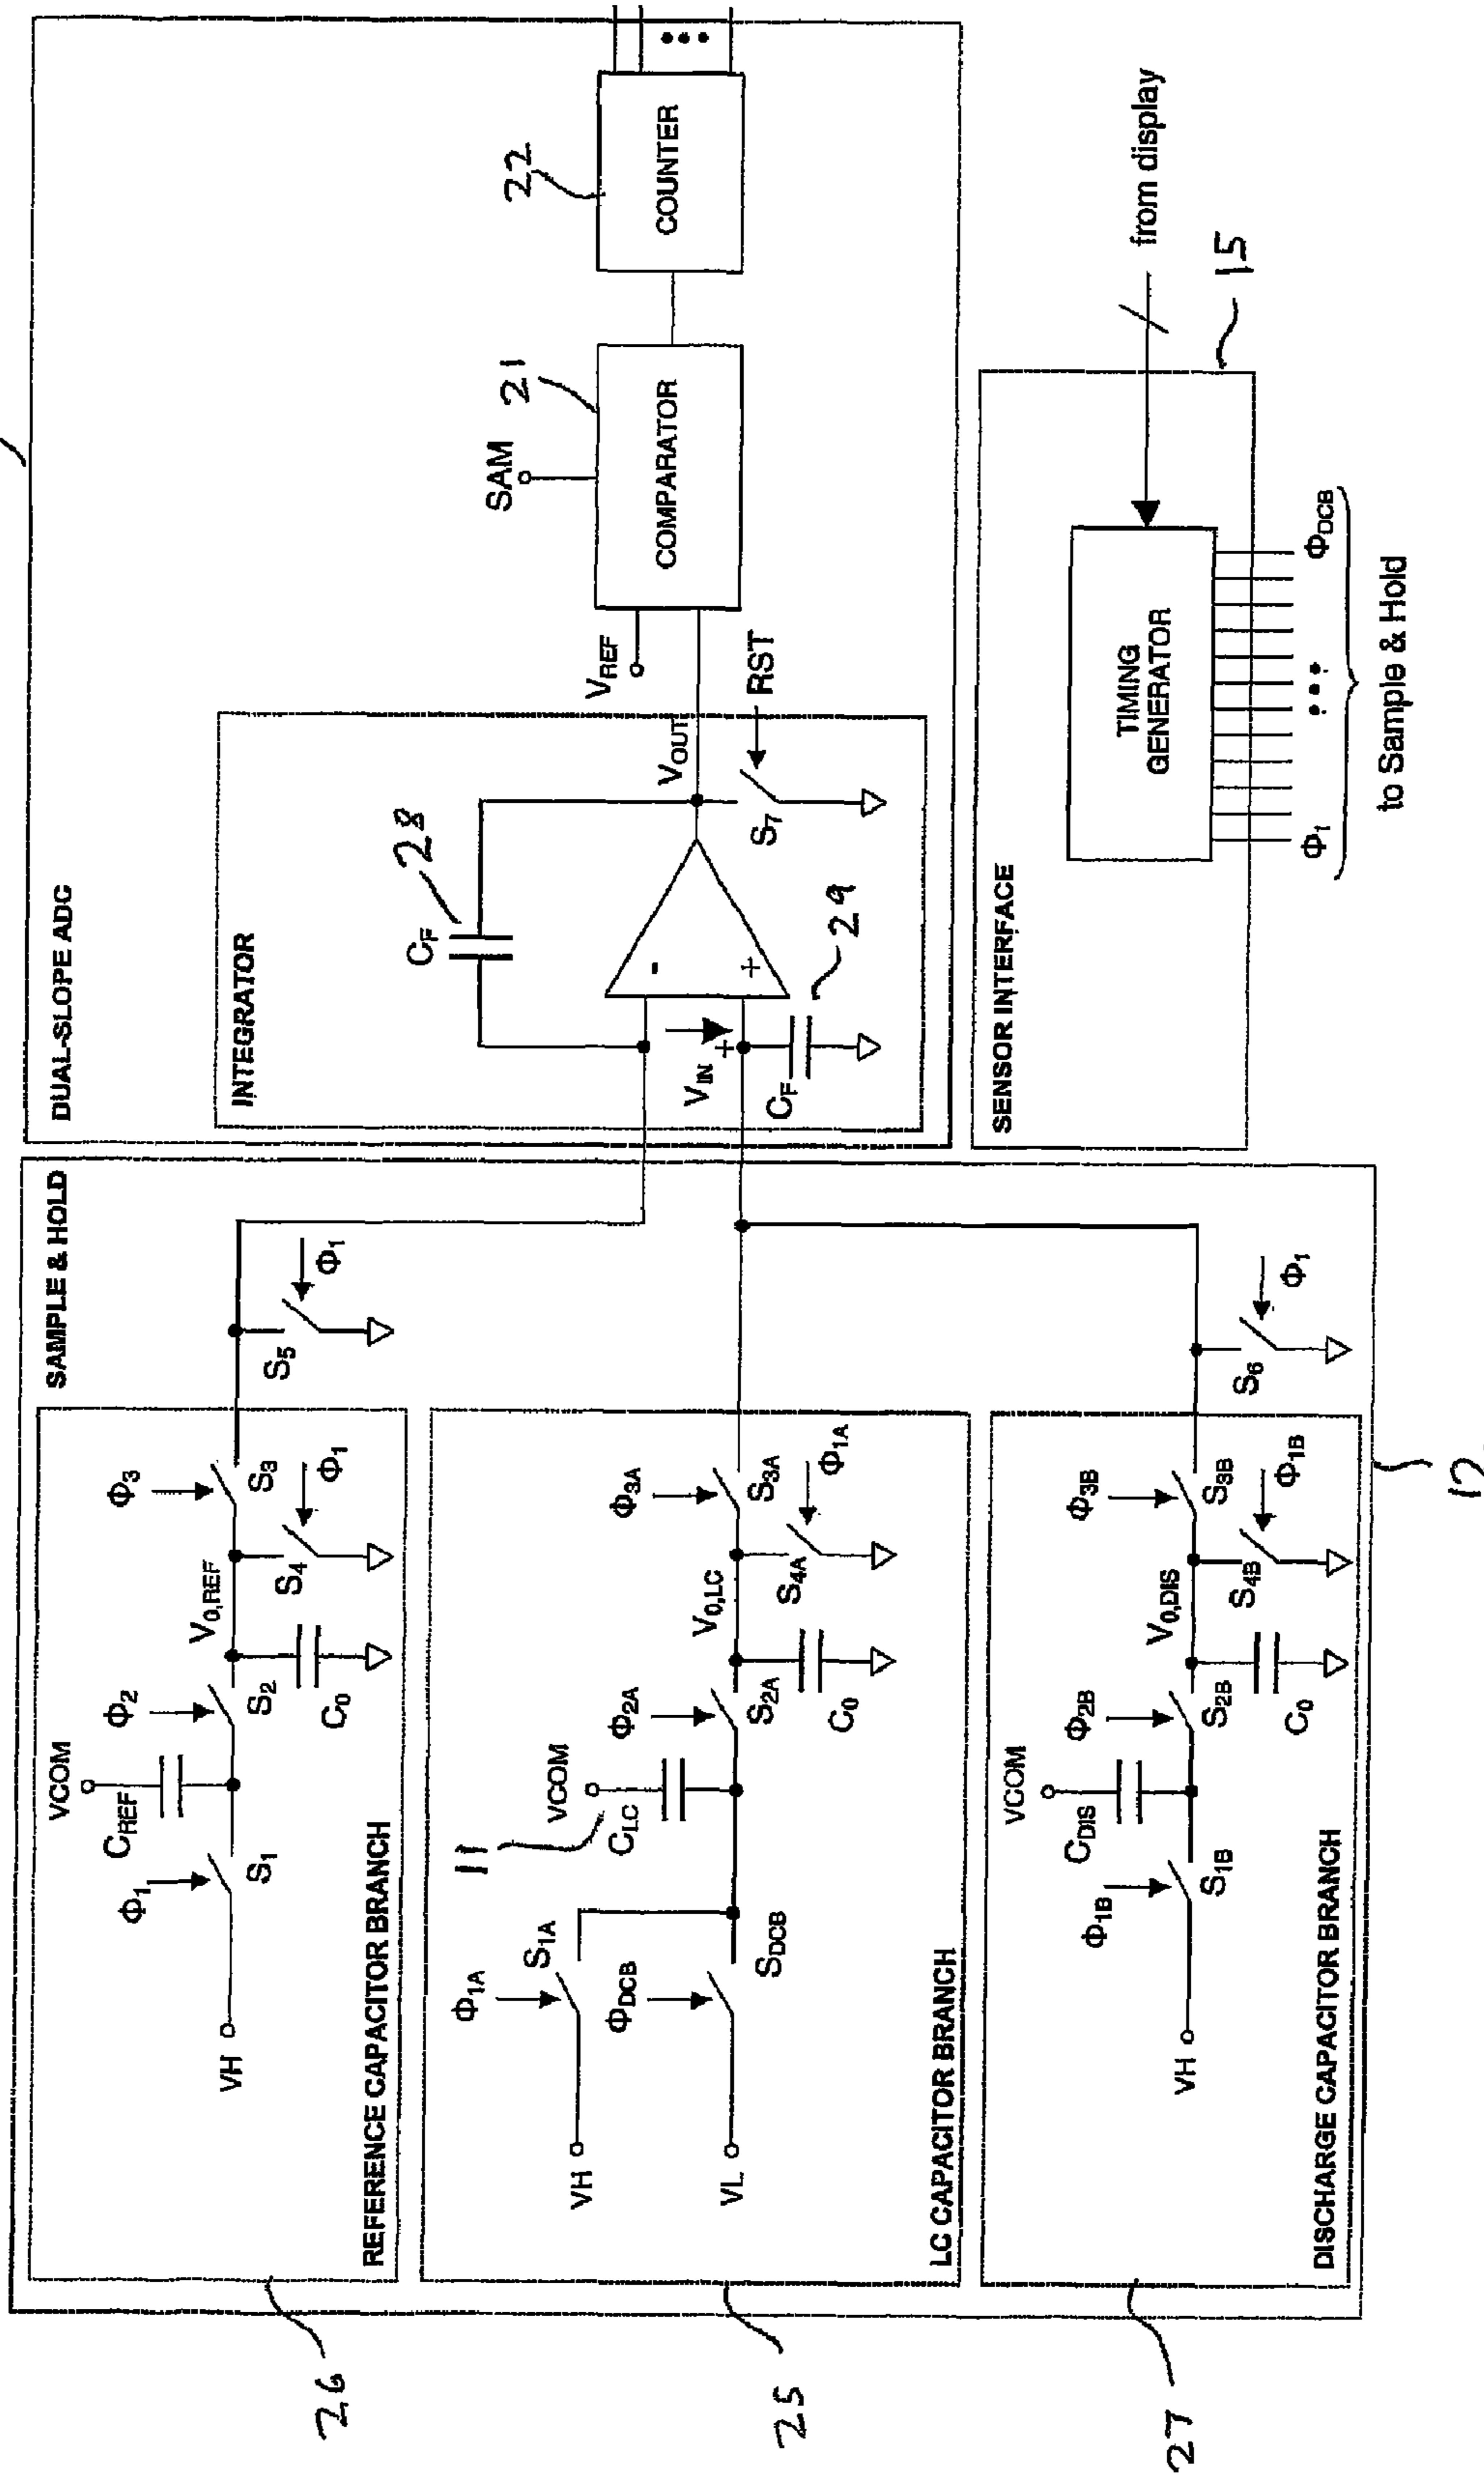 SAMPLE & HOLD
VCOM
Φ2
Φ3
Φ1
CREF
V0,REF
VH
S1
S2
S3
S4
Φ1
S5
Φ1
C0
REFERENCE CAPACITOR BRANCH
26
11
VCOM
Φ1A
S1A
Φ2A
Φ3A
CLC
V0,LC
VH
ΦDCB
S2A
S3A
S4A
Φ1A
VL
SDCB
C0
LC CAPACITOR BRANCH
25
VCOM
Φ1B
Φ2B
Φ3B
CDIS
V0,DIS
VH
S1B
S2B
S3B
S4B
Φ1B
S6
Φ1
C0
DISCHARGE CAPACITOR BRANCH
27
12
DUAL-SLOPE ADC
INTEGRATOR
CF
28
-
+
VIN
+
CF
29
VOUT
S7
RST
VREF
SAM
21
COMPARATOR
22
COUNTER
SENSOR INTERFACE
15
TIMING
GENERATOR
from display
Φ1
ΦDCB
to Sample & Hold